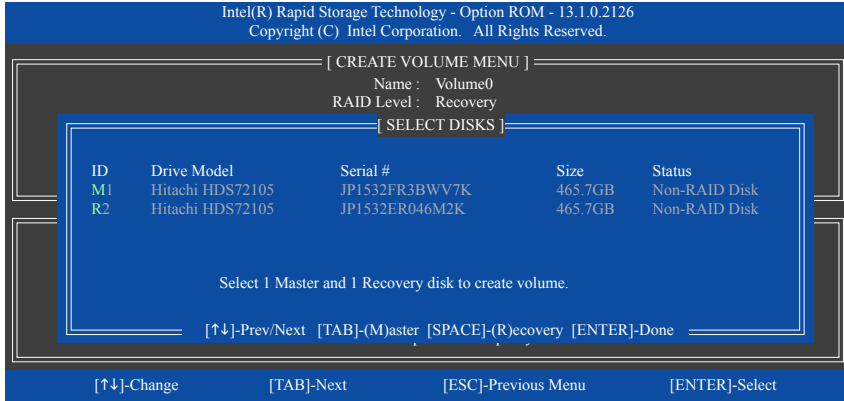 Intel(R) Rapid Storage Technology - Option ROM - 13.1.0.2126
Copyright (C) Intel Corporation. All Rights Reserved.
[ CREATE VOLUME MENU ]
Name : Volume0
RAID Level : Recovery
[ SELECT DISKS ]
ID Drive Model Serial # Size Status
M1 Hitachi HDS72105 JP1532FR3BWV7K 465.7GB Non-RAID Disk
R2 Hitachi HDS72105 JP1532ER046M2K 465.7GB Non-RAID Disk
Select 1 Master and 1 Recovery disk to create volume.
[↑↓]-Prev/Next [TAB]-(M)aster [SPACE]-(R)ecovery [ENTER]-Done
[↑↓]-Change [TAB]-Next [ESC]-Previous Menu [ENTER]-Select